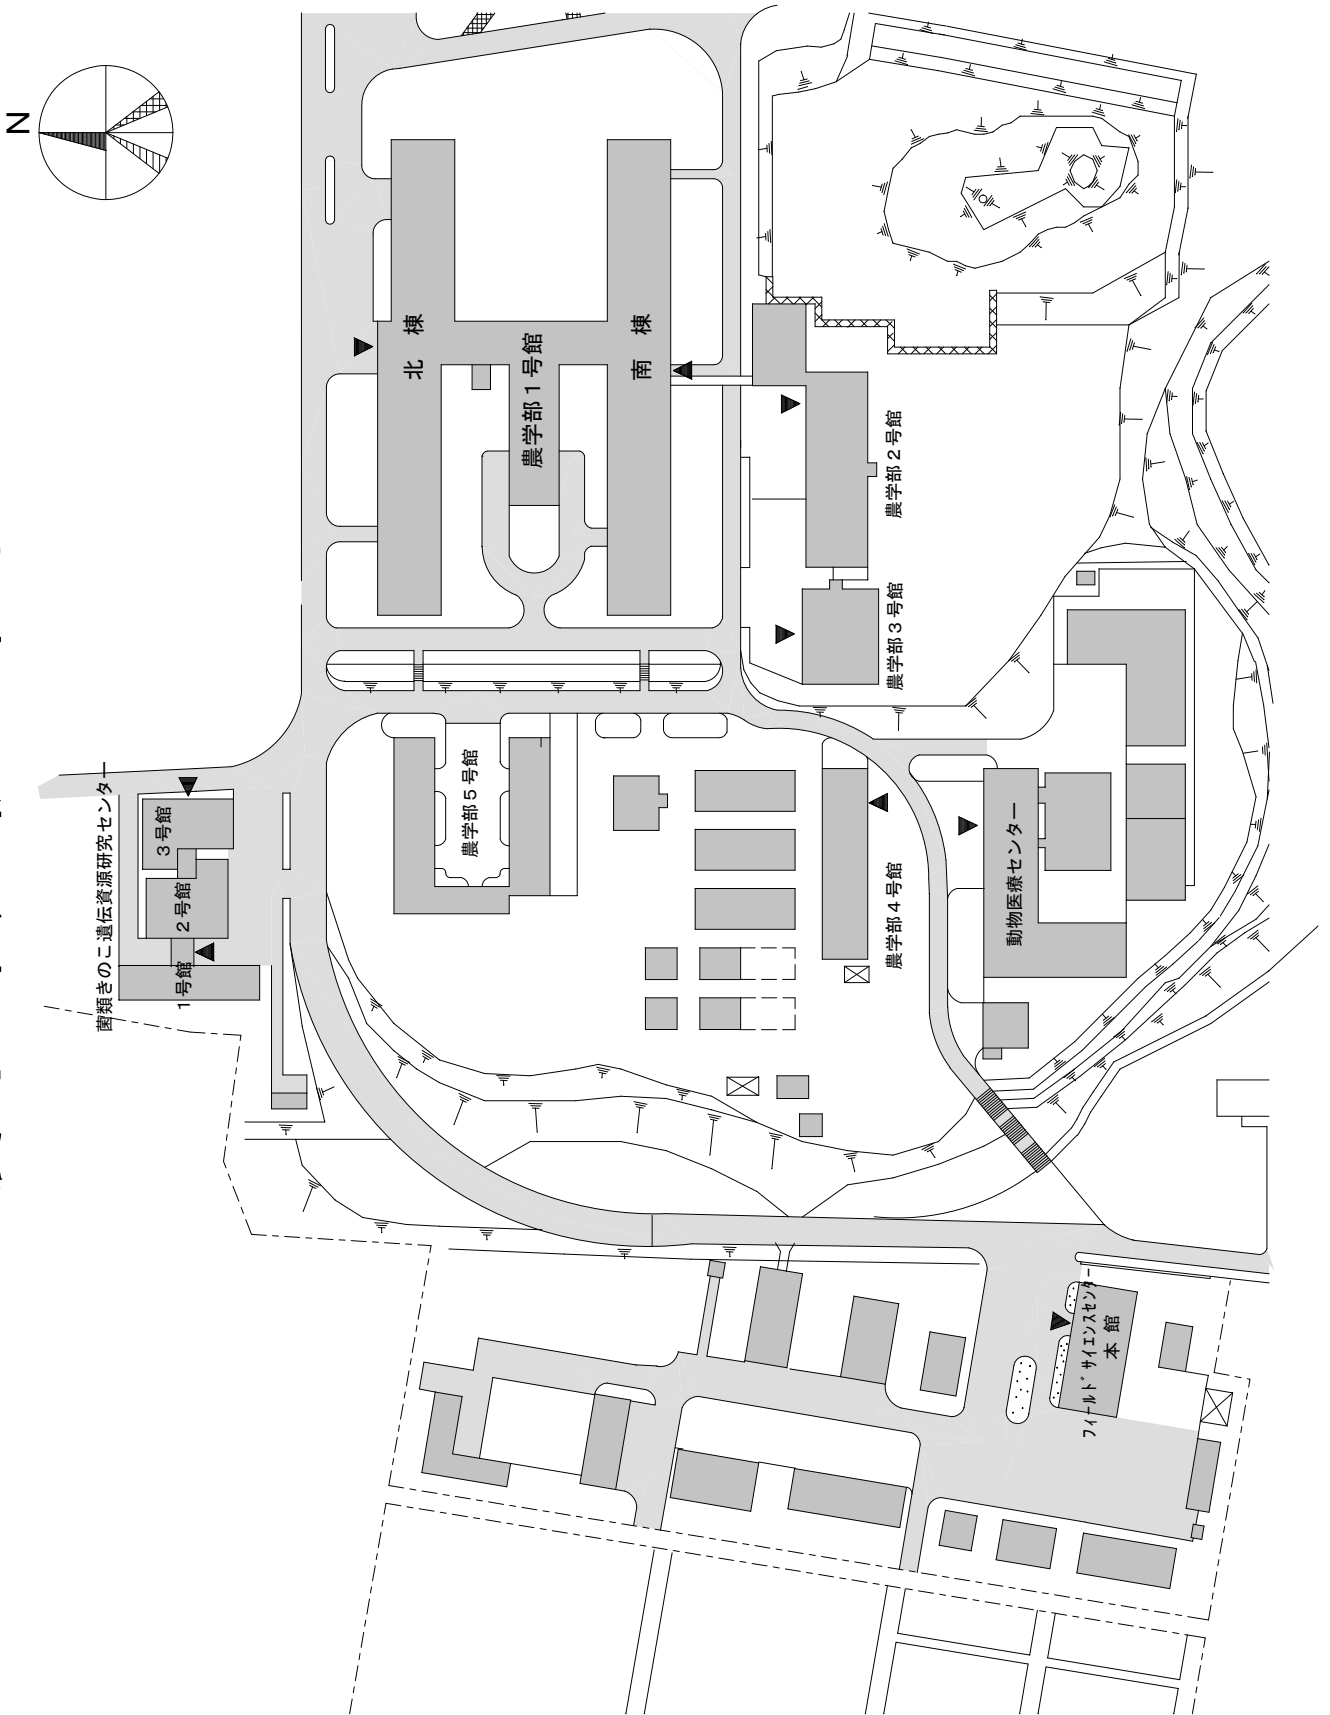 N
北棟
農学部1号館
南棟
農学部2号館
農学部3号館
農学部5号館
農学部4号館
動物医療センター
菌類きのこ遺伝資源研究センター
3号館
2号館
1号館
フィールドサイエンスセンター
本館